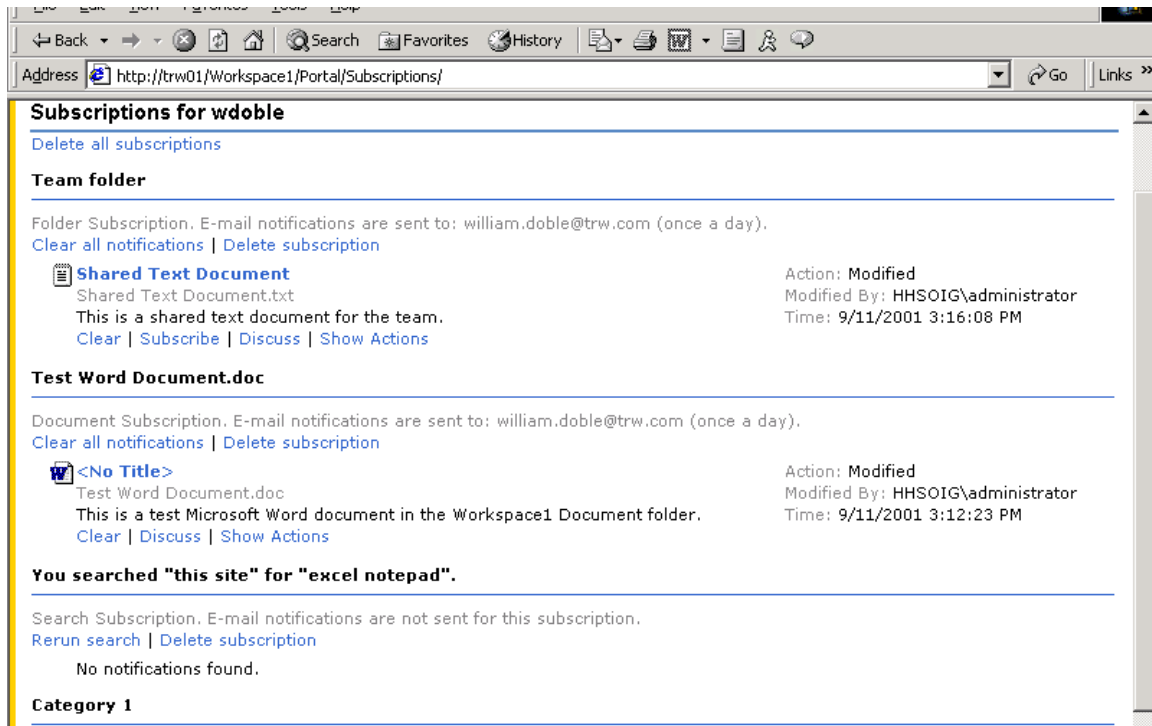 File Edit View Favorites Tools Help
Back Search Favorites History
Address http://trw01/Workspace1/Portal/Subscriptions/ Go Links »
Subscriptions for wdoble
Delete all subscriptions
Team folder
Folder Subscription. E-mail notifications are sent to: william.doble@trw.com (once a day).
Clear all notifications | Delete subscription
Shared Text Document Action: Modified
Shared Text Document.txt Modified By: HHSOIG\administrator
This is a shared text document for the team. Time: 9/11/2001 3:16:08 PM
Clear | Subscribe | Discuss | Show Actions
Test Word Document.doc
Document Subscription. E-mail notifications are sent to: william.doble@trw.com (once a day).
Clear all notifications | Delete subscription
<No Title> Action: Modified
Test Word Document.doc Modified By: HHSOIG\administrator
This is a test Microsoft Word document in the Workspace1 Document folder. Time: 9/11/2001 3:12:23 PM
Clear | Discuss | Show Actions
You searched "this site" for "excel notepad".
Search Subscription. E-mail notifications are not sent for this subscription.
Rerun search | Delete subscription
No notifications found.
Category 1